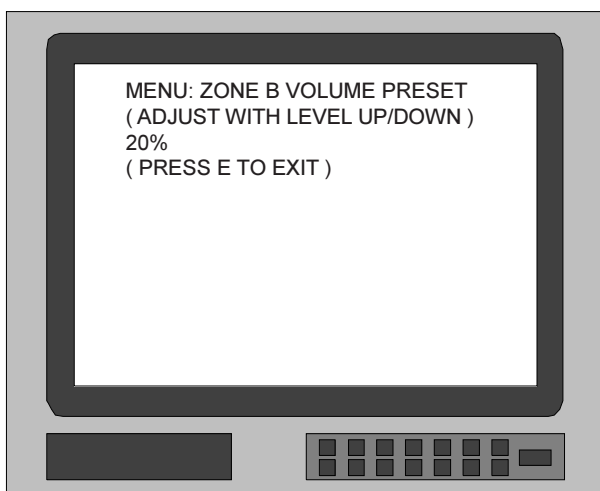 MENU: ZONE B VOLUME PRESET
( ADJUST WITH LEVEL UP/DOWN )
20%
( PRESS E TO EXIT )